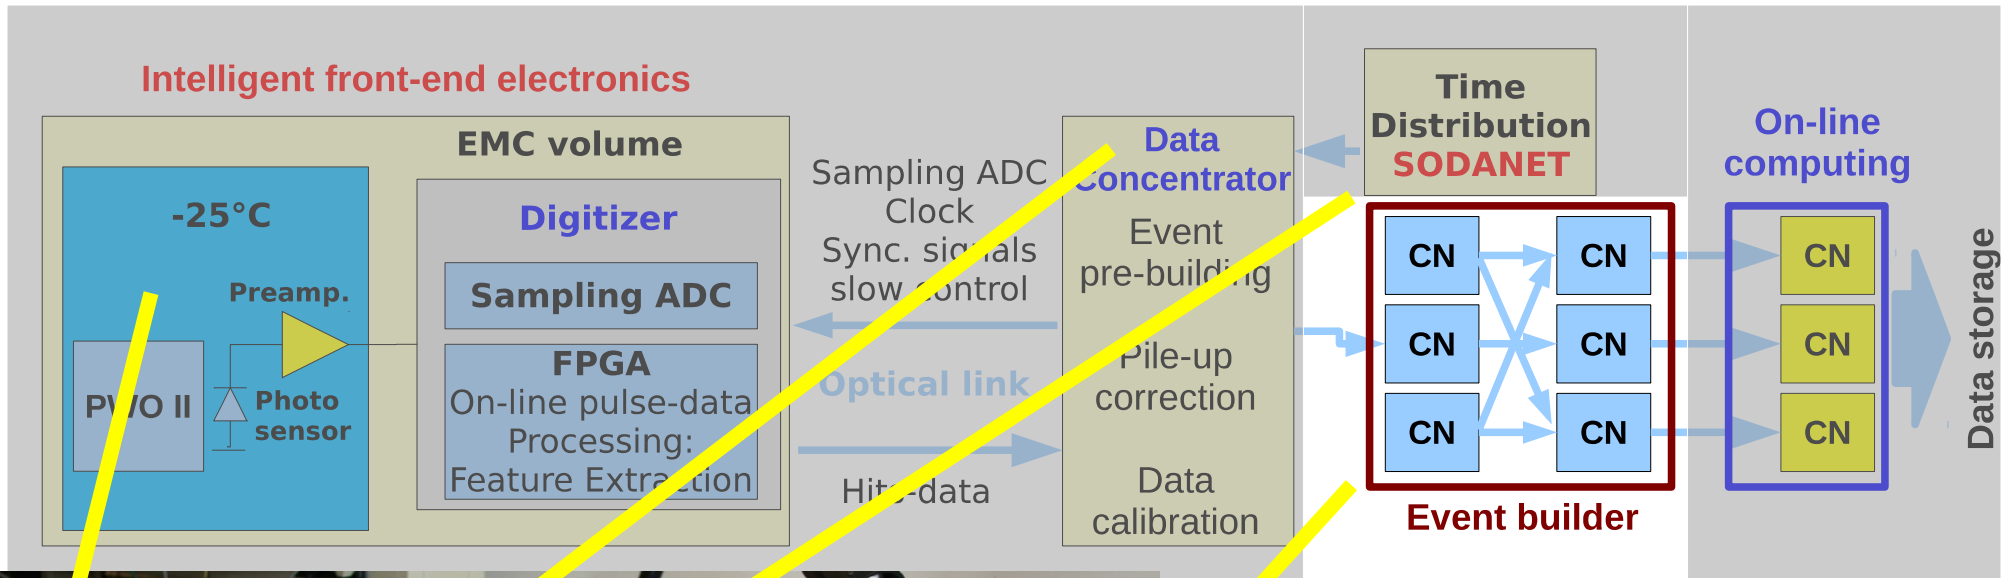 Intelligent front-end electronics
EMC volume
-25°C
Preamp.
PWO II
Photo
sensor
Digitizer
Sampling ADC
FPGA
On-line pulse-data
Processing:
Feature Extraction
Sampling ADC
Clock
Sync. signals
slow control
Optical link
Hits-data
Data
Concentrator
Event
pre-building
Pile-up
correction
Data
calibration
Time
Distribution
SODANET
CN CN
CN CN
CN CN
Event builder
On-line
computing
CN
CN
CN
Data storage